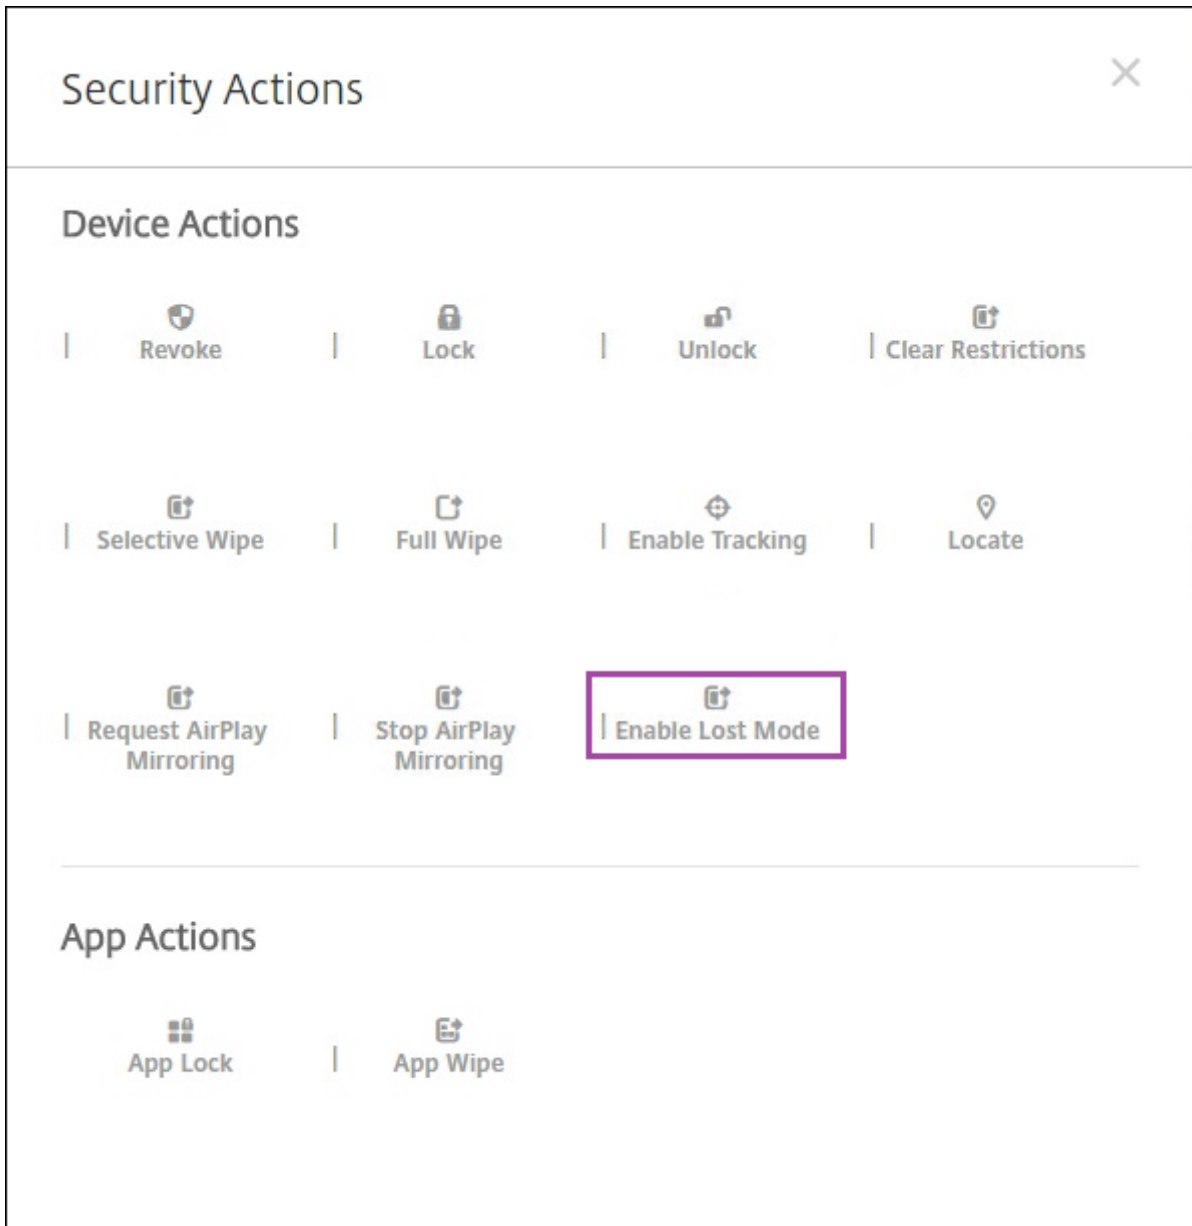 Security Actions
Device Actions
Revoke
Lock
Unlock
Clear Restrictions
Selective Wipe
Full Wipe
Enable Tracking
Locate
Request AirPlay
Mirroring
Stop AirPlay
Mirroring
Enable Lost Mode
App Actions
App Lock
App Wipe